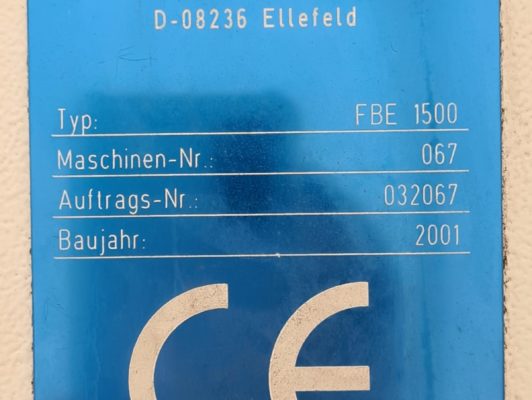 D-08236 Ellefeld
Typ: FBE 1500
Maschinen-Nr.: 067
Auftrags-Nr.: 032067
Baujahr: 2001
CE